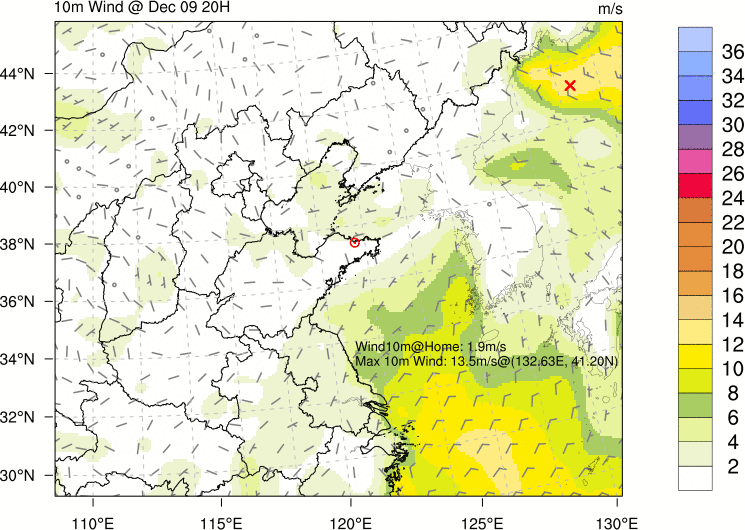 10m Wind @ Dec 09 20H
m/s
44°N
42°N
40°N
38°N
36°N
34°N
32°N
30°N
Wind10m@Home: 1.9m/s
Max 10m Wind: 13.5m/s@(132.63E, 41.20N)
110°E
115°E
120°E
125°E
130°E
36
34
32
30
28
26
24
22
20
18
16
14
12
10
8
6
4
2